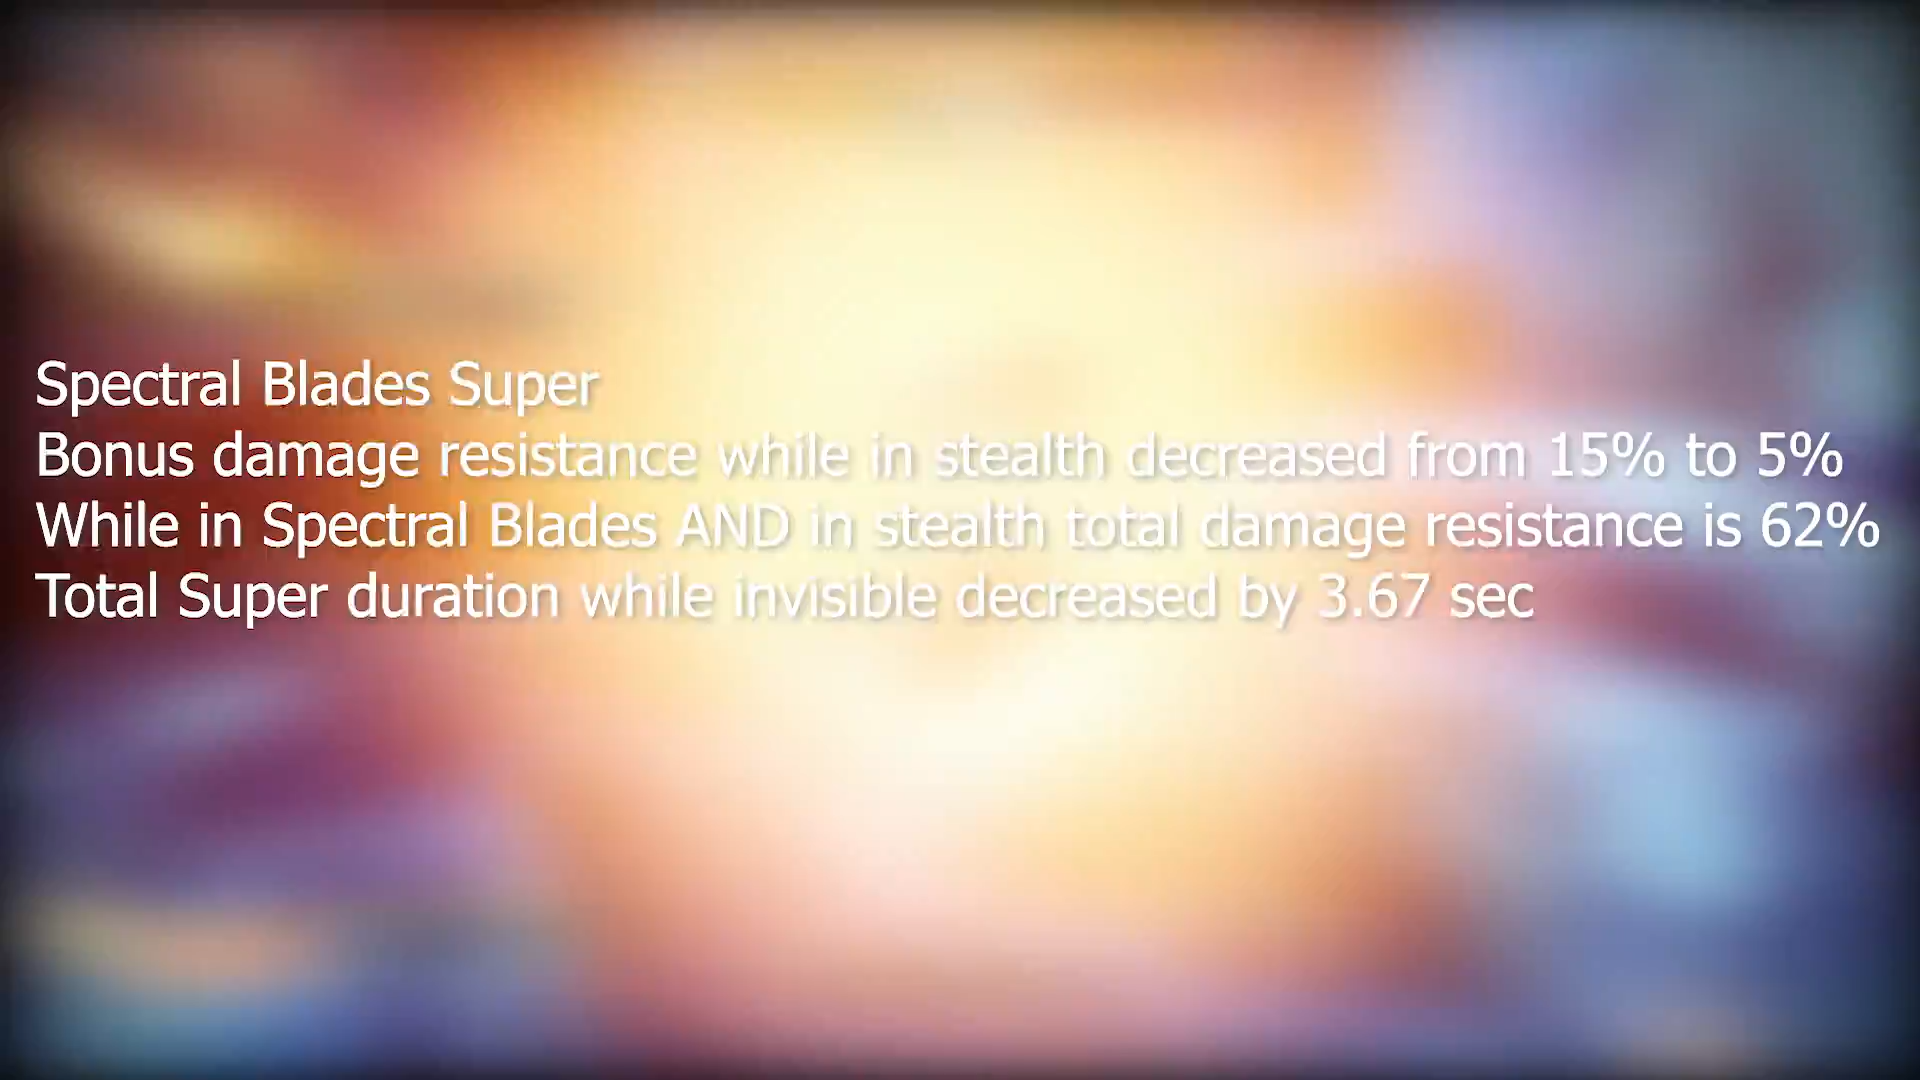 Spectral Blades Super
Bonus damage resistance while in stealth decreased from 15% to 5%
While in Spectral Blades AND in stealth total damage resistance is 62%
Total Super duration while invisible decreased by 3.67 sec